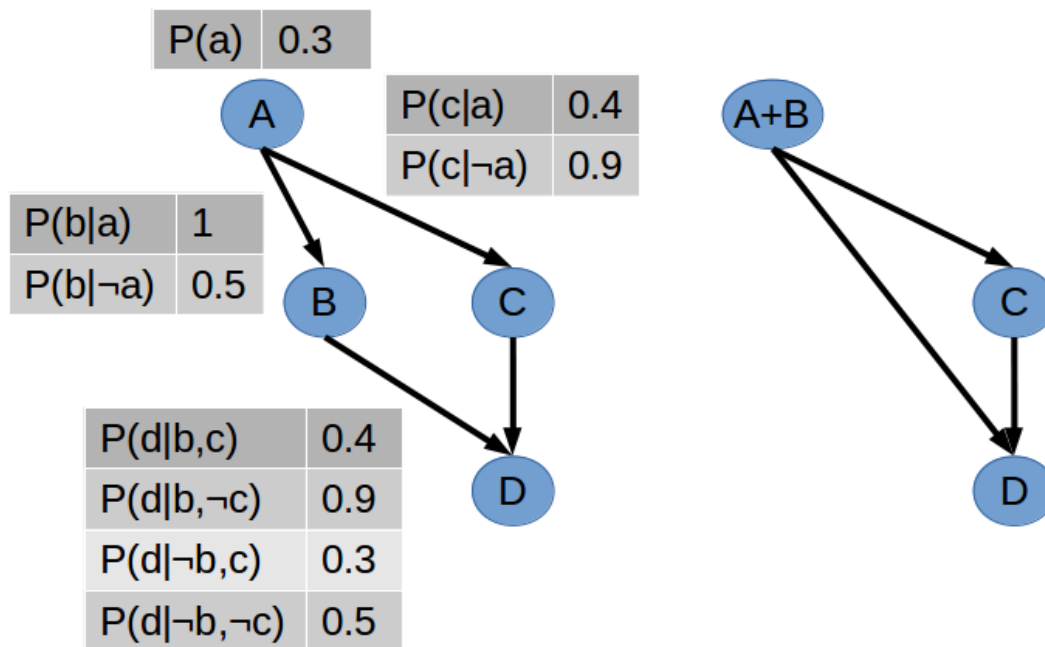 P(a) 0.3
A
P(c|a) 0.4
P(c|¬a) 0.9
P(b|a) 1
P(b|¬a) 0.5
B
C
P(d|b,c) 0.4
P(d|b,¬c) 0.9
P(d|¬b,c) 0.3
P(d|¬b,¬c) 0.5
D
A+B
C
D